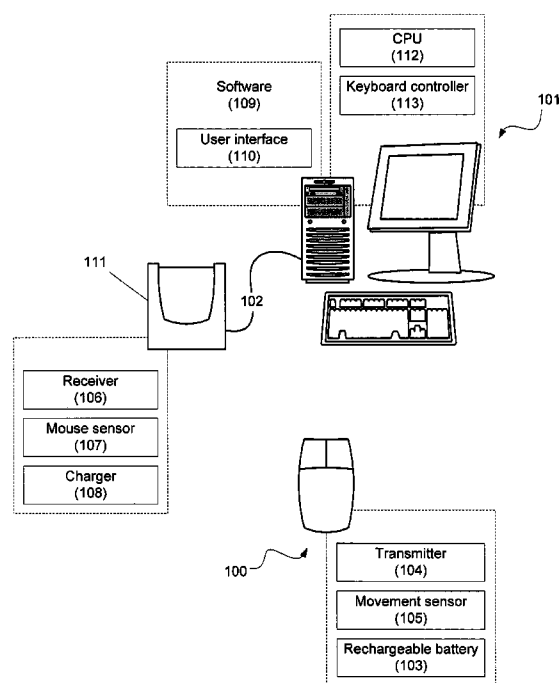 CPU
(112)
Keyboard controller
(113)
101
Software
(109)
User interface
(110)
111
102
Receiver
(106)
Mouse sensor
(107)
Charger
(108)
100
Transmitter
(104)
Movement sensor
(105)
Rechargeable battery
(103)